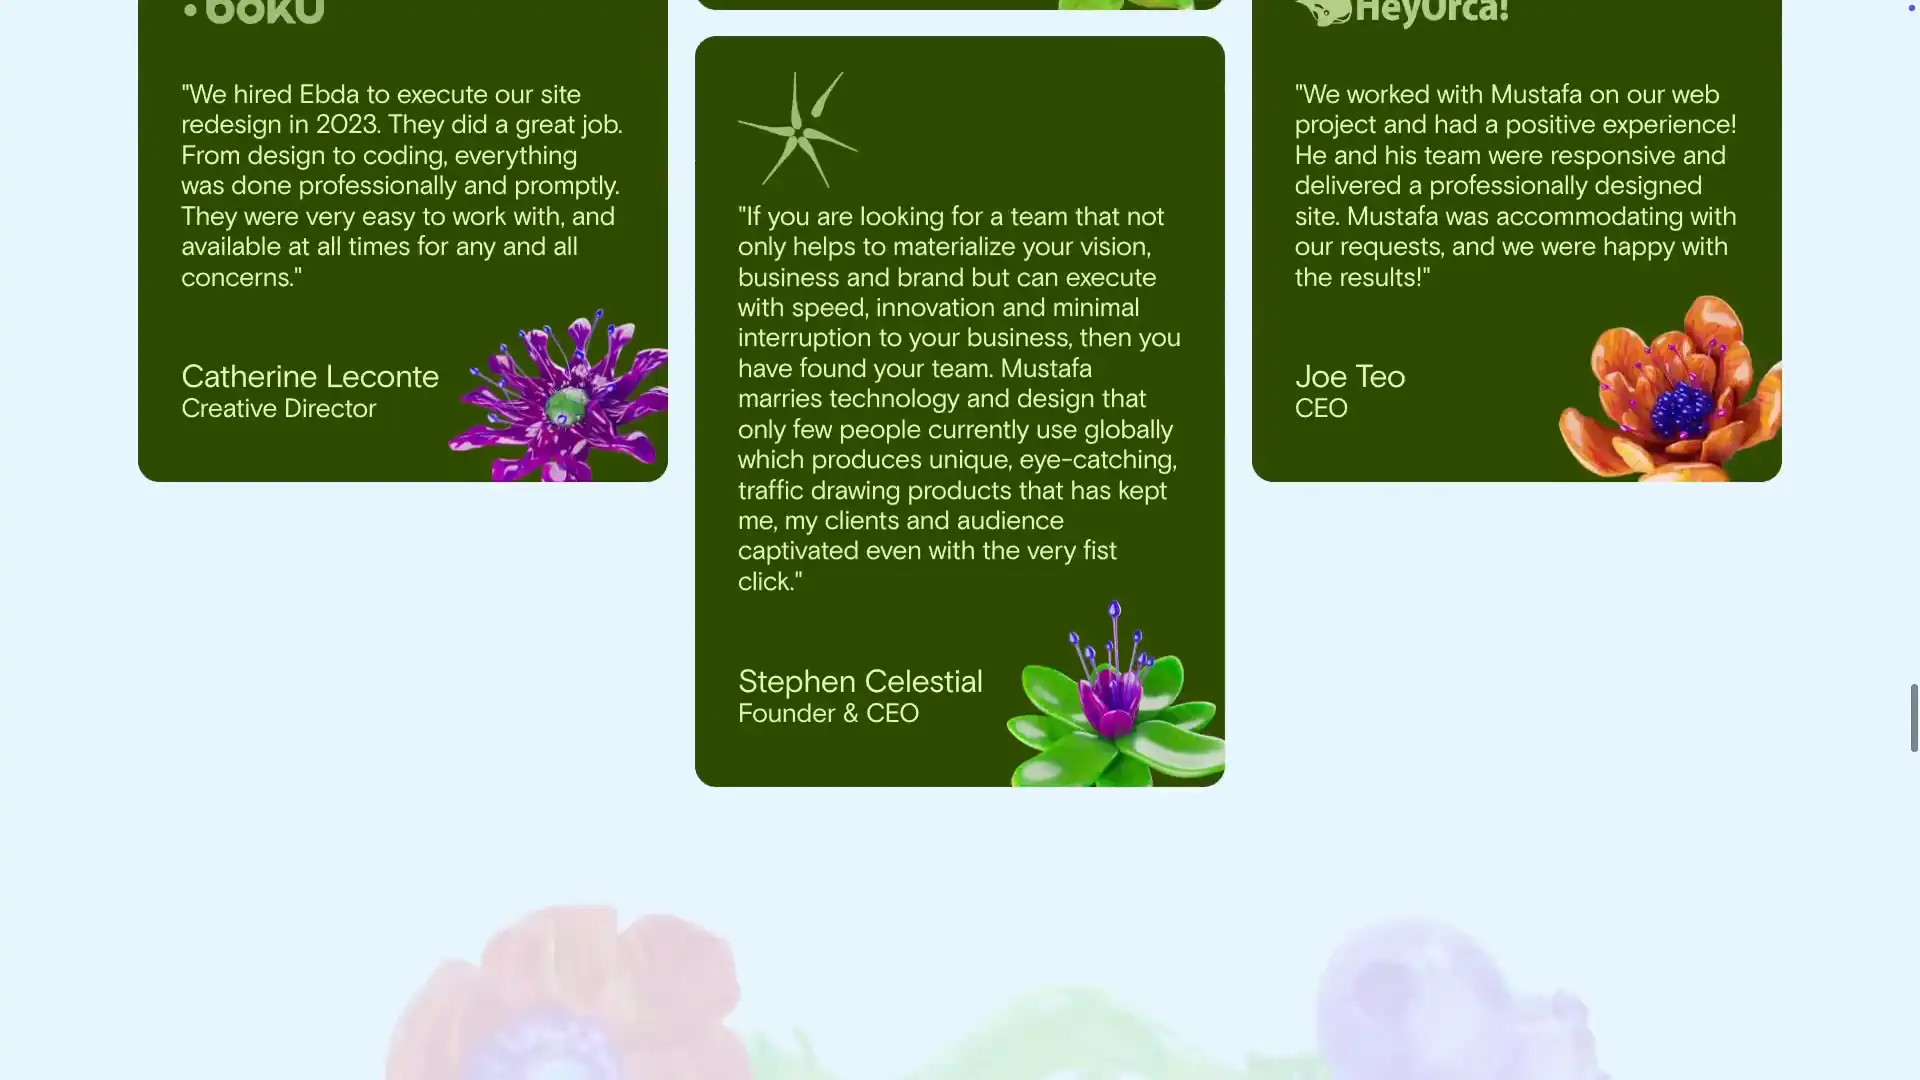 boku
"We hired Ebda to execute our site
redesign in 2023. They did a great job.
From design to coding, everything
was done professionally and promptly.
They were very easy to work with, and
available at all times for any and all
concerns."
Catherine Leconte
Creative Director
"If you are looking for a team that not
only helps to materialize your vision,
business and brand but can execute
with speed, innovation and minimal
interruption to your business, then you
have found your team. Mustafa
marries technology and design that
only few people currently use globally
which produces unique, eye-catching,
traffic drawing products that has kept
me, my clients and audience
captivated even with the very fist
click."
Stephen Celestial
Founder & CEO
HeyOrca!
"We worked with Mustafa on our web
project and had a positive experience!
He and his team were responsive and
delivered a professionally designed
site. Mustafa was accommodating with
our requests, and we were happy with
the results!"
Joe Teo
CEO